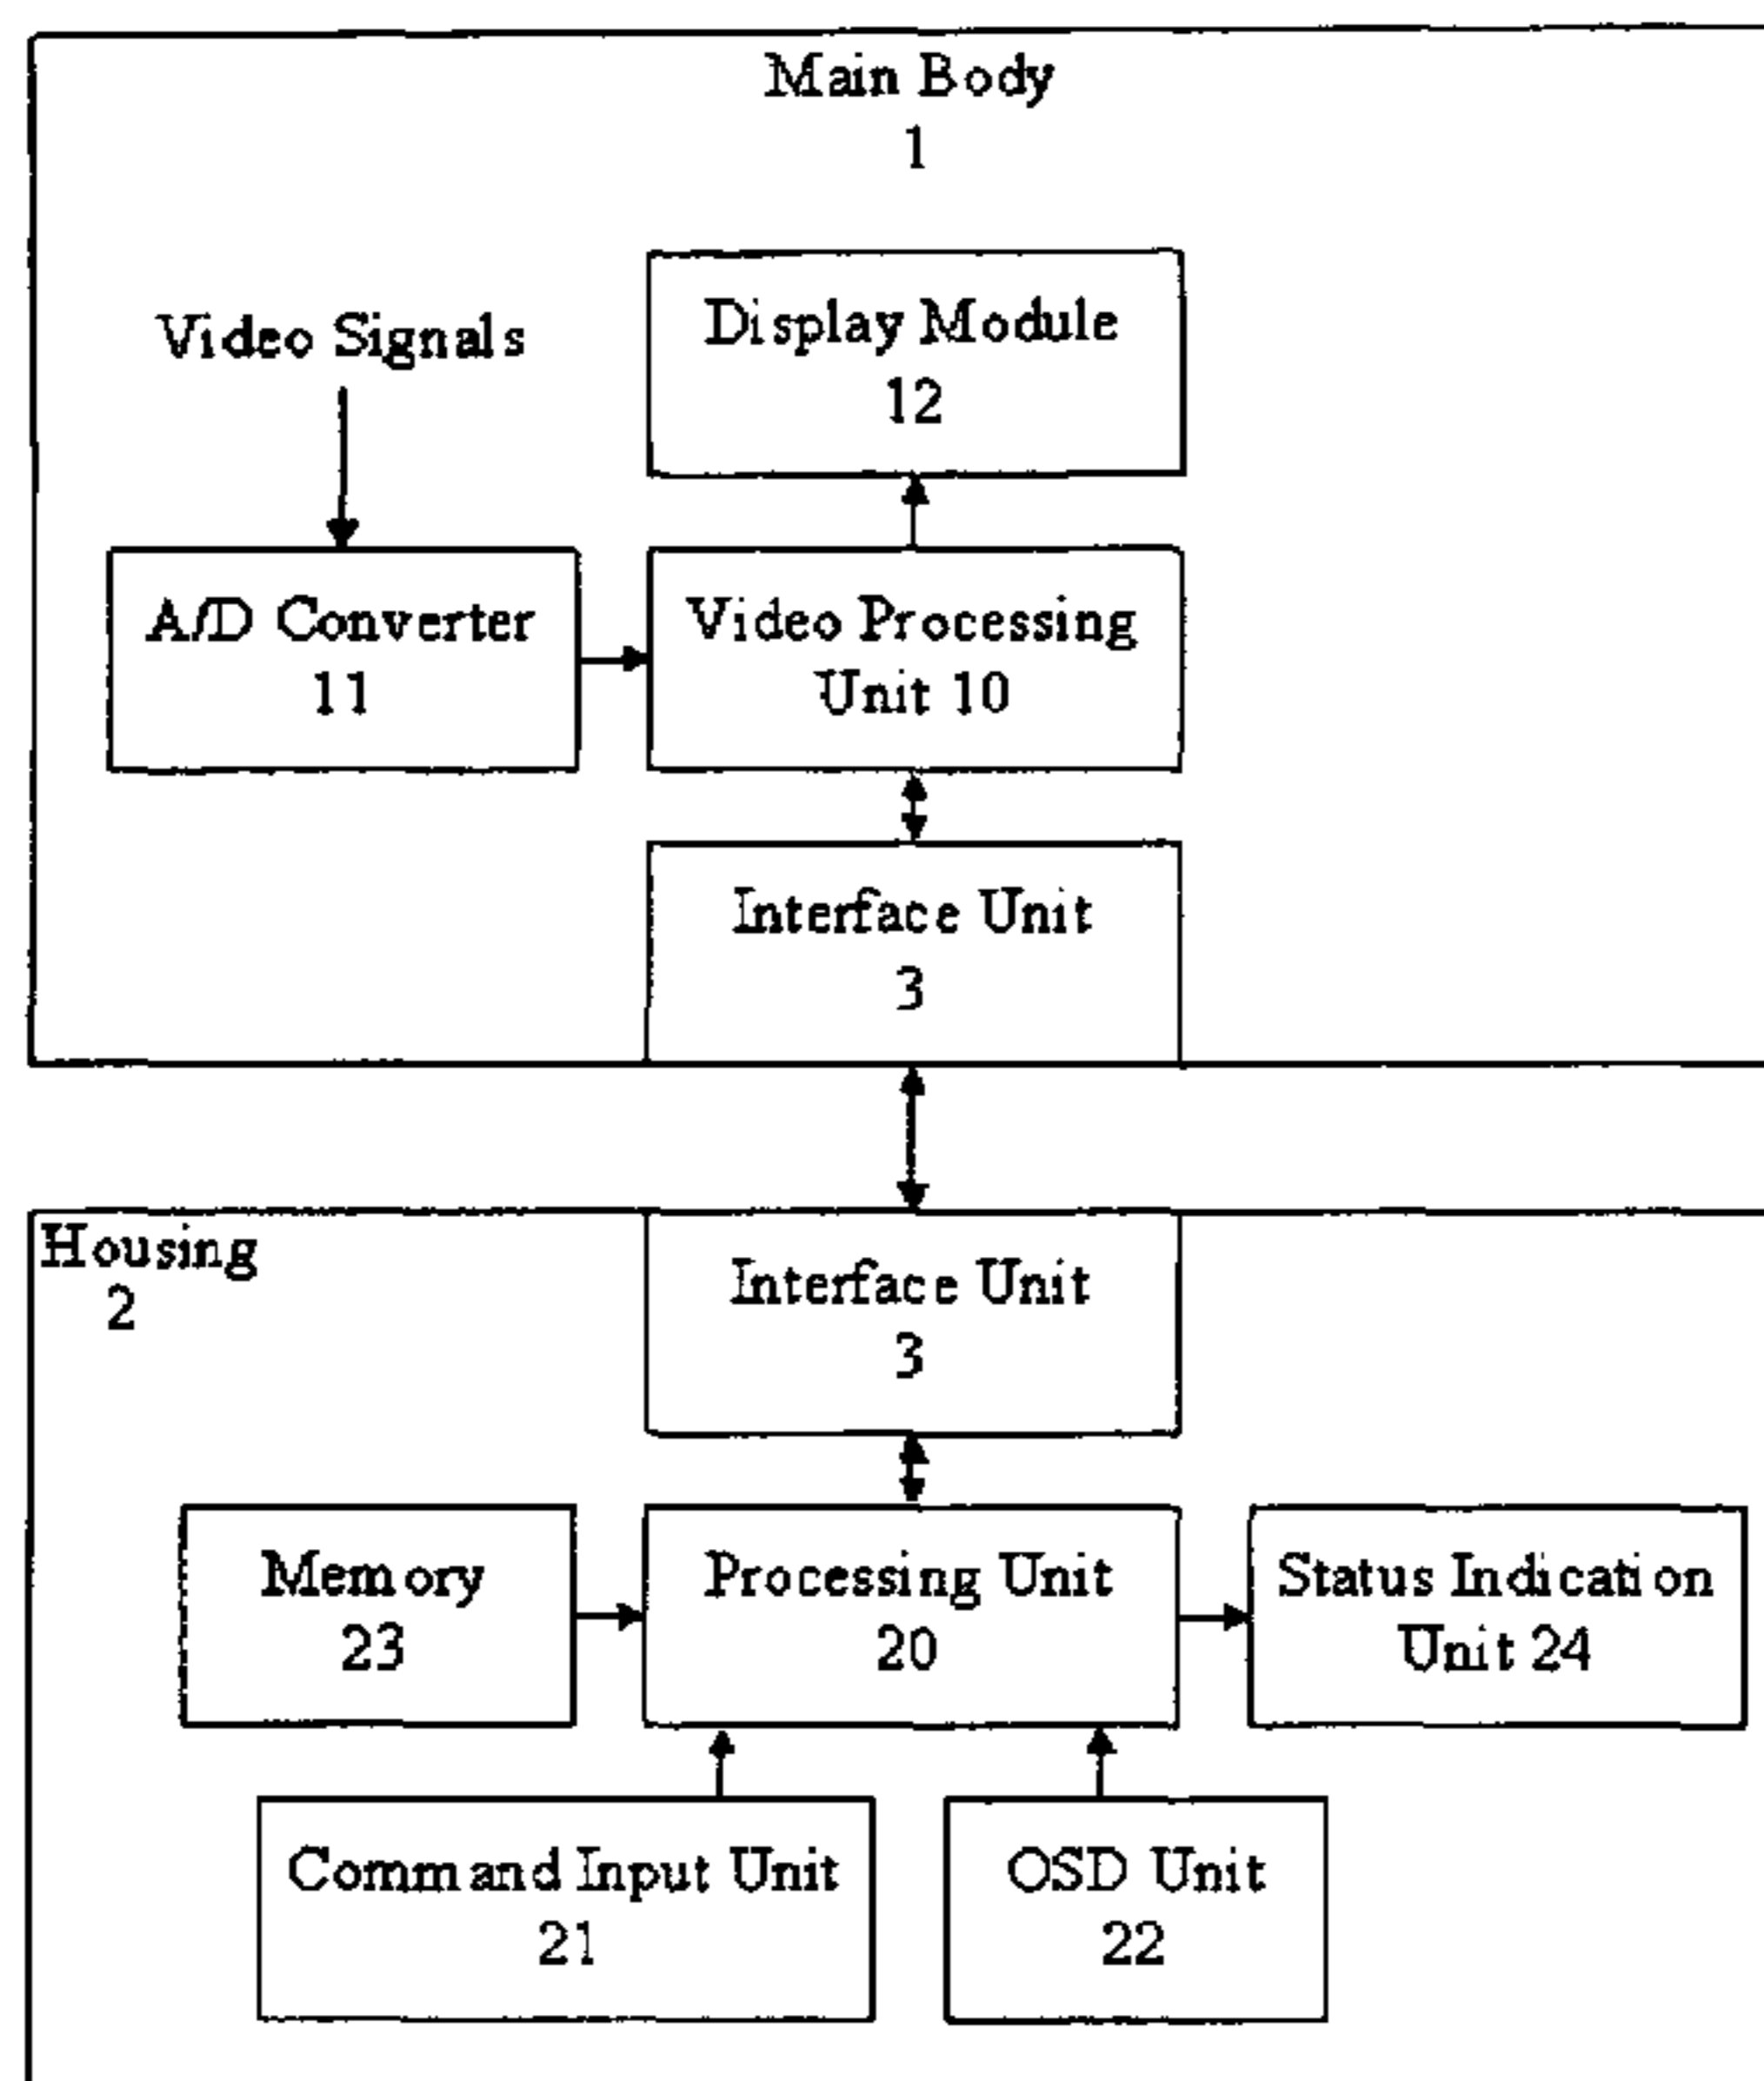 Main Body
1
Display Module
12
Video Signals
A/D Converter
11
Video Processing
Unit 10
Interface Unit
3
Housing
2
Interface Unit
3
Memory
23
Processing Unit
20
Status Indication
Unit 24
Command Input Unit
21
OSD Unit
22